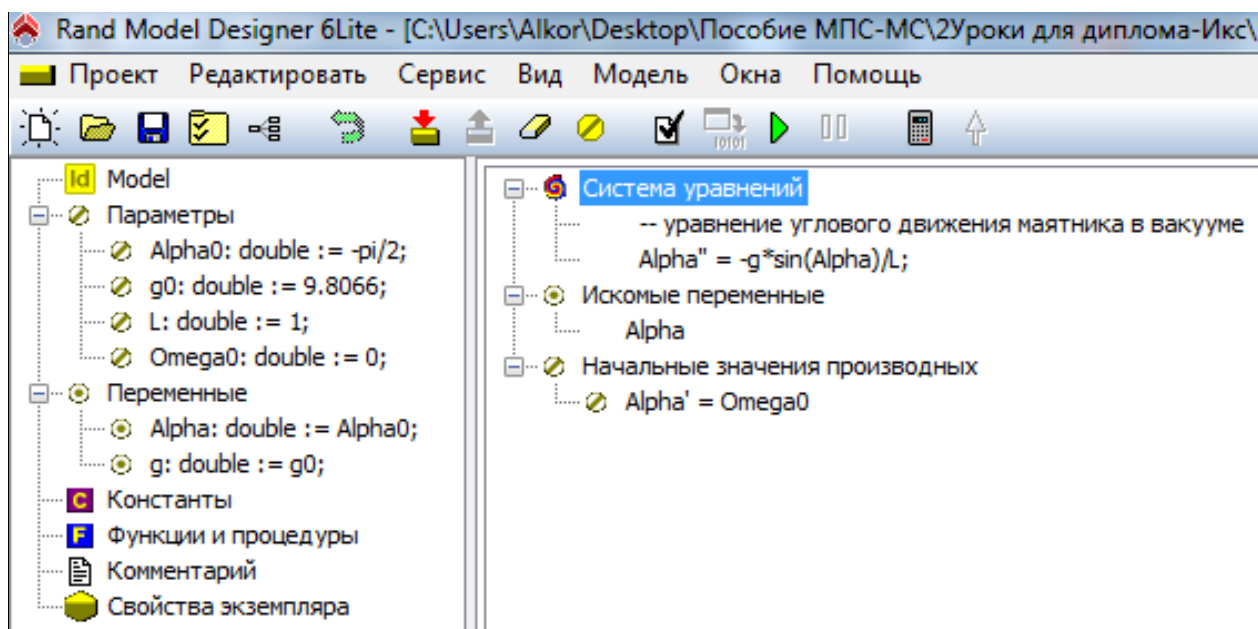 Rand Model Designer 6Lite - [C:\Users\Alkor\Desktop\Пособие МПС-МС\2Уроки для диплома-Икс\
Проект Редактировать Сервис Вид Модель Окна Помощь
Id Model
Параметры
Alpha0: double := -pi/2;
g0: double := 9.8066;
L: double := 1;
Omega0: double := 0;
Переменные
Alpha: double := Alpha0;
g: double := g0;
C Константы
F Функции и процедуры
Комментарий
Свойства экземпляра
Система уравнений
-- уравнение углового движения маятника в вакууме
Alpha'' = -g*sin(Alpha)/L;
Искомые переменные
Alpha
Начальные значения производных
Alpha' = Omega0